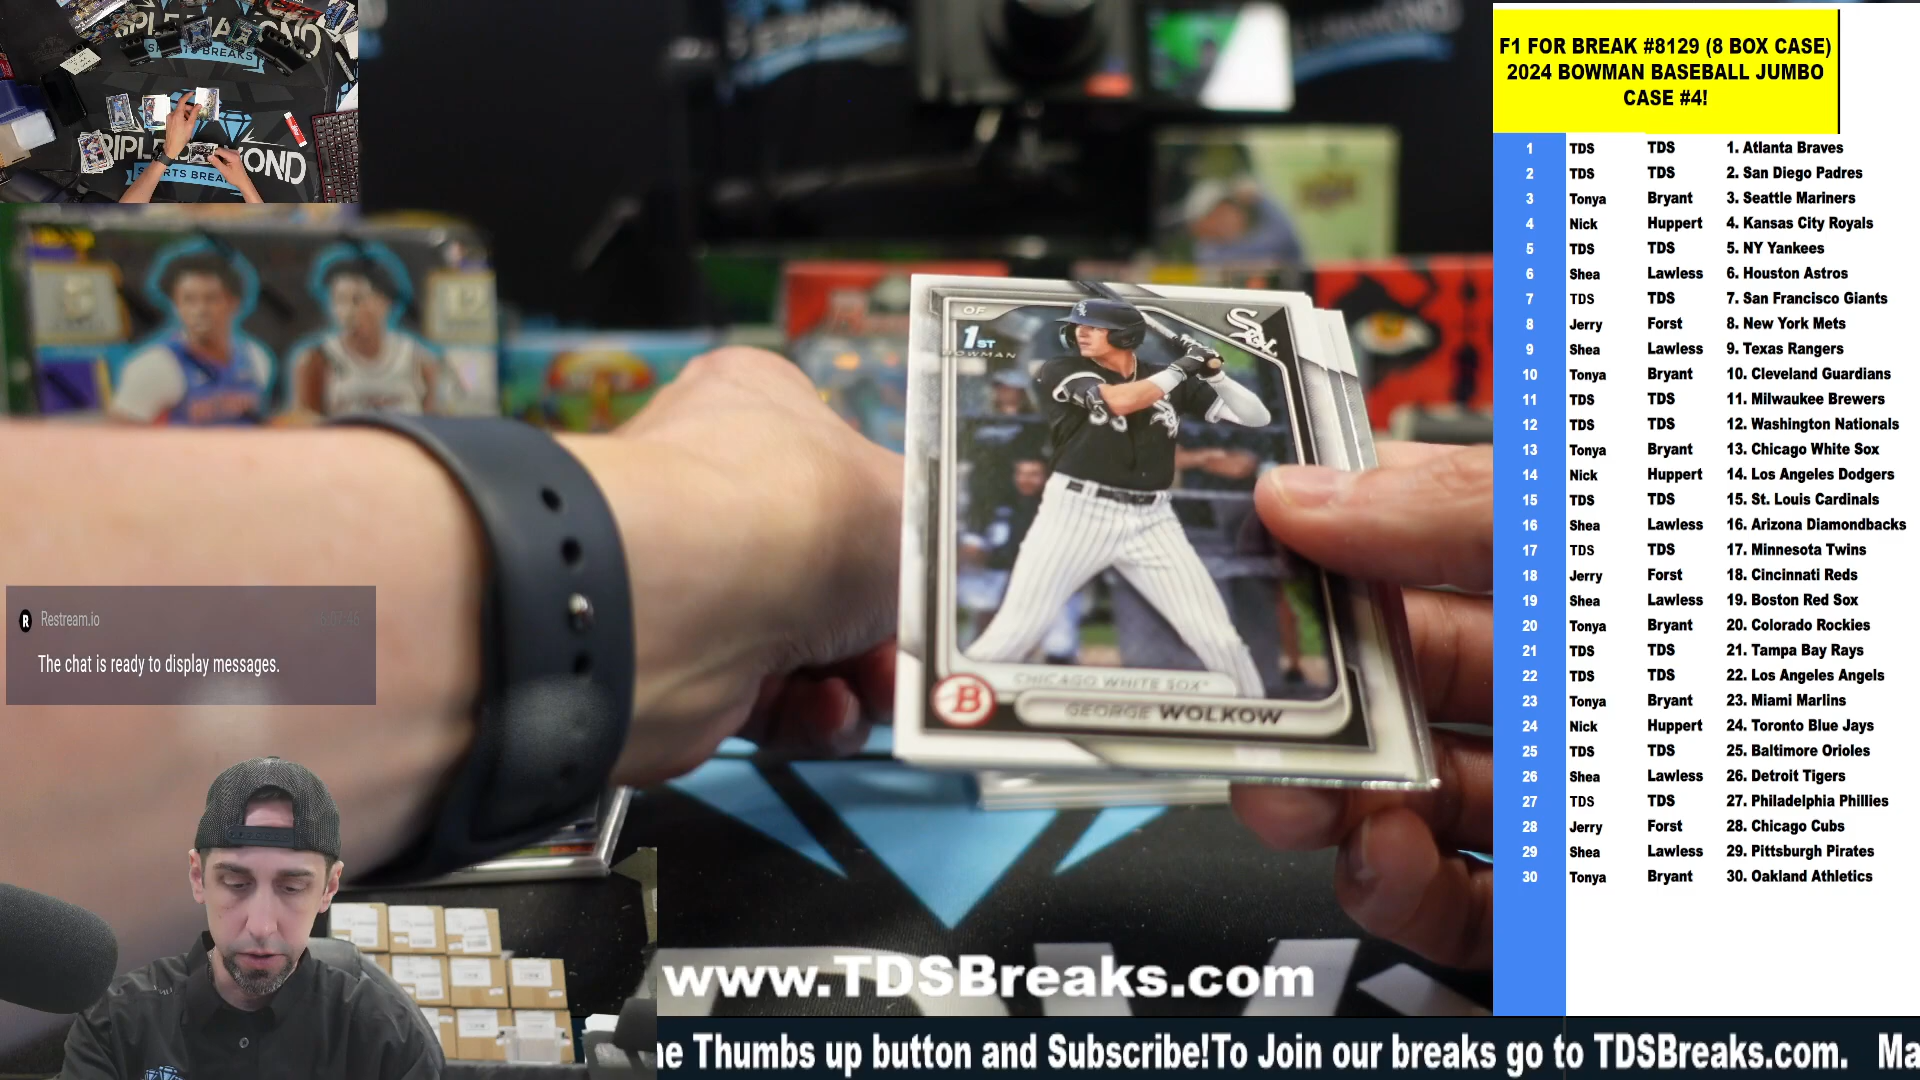 F1 FOR BREAK #8129 (8 BOX CASE)
2024 BOWMAN BASEBALL JUMBO
CASE #4!
1 TDS TDS 1. Atlanta Braves
2 TDS TDS 2. San Diego Padres
3 Tonya Bryant 3. Seattle Mariners
4 Nick Huppert 4. Kansas City Royals
5 TDS TDS 5. NY Yankees
6 Shea Lawless 6. Houston Astros
7 TDS TDS 7. San Francisco Giants
8 Jerry Forst 8. New York Mets
9 Shea Lawless 9. Texas Rangers
10 Tonya Bryant 10. Cleveland Guardians
11 TDS TDS 11. Milwaukee Brewers
12 TDS TDS 12. Washington Nationals
13 Tonya Bryant 13. Chicago White Sox
14 Nick Huppert 14. Los Angeles Dodgers
15 TDS TDS 15. St. Louis Cardinals
16 Shea Lawless 16. Arizona Diamondbacks
17 TDS TDS 17. Minnesota Twins
18 Jerry Forst 18. Cincinnati Reds
19 Shea Lawless 19. Boston Red Sox
20 Tonya Bryant 20. Colorado Rockies
21 TDS TDS 21. Tampa Bay Rays
22 TDS TDS 22. Los Angeles Angels
23 Tonya Bryant 23. Miami Marlins
24 Nick Huppert 24. Toronto Blue Jays
25 TDS TDS 25. Baltimore Orioles
26 Shea Lawless 26. Detroit Tigers
27 TDS TDS 27. Philadelphia Phillies
28 Jerry Forst 28. Chicago Cubs
29 Shea Lawless 29. Pittsburgh Pirates
30 Tonya Bryant 30. Oakland Athletics
OF
1ST
BOWMAN
Sox
CHICAGO WHITE SOX
B
GEORGE WOLKOW
R Restream.io
The chat is ready to display messages.
SPORTS BREAKS
www.TDSBreaks.com
e Thumbs up button and Subscribe!To Join our breaks go to TDSBreaks.com. Ma